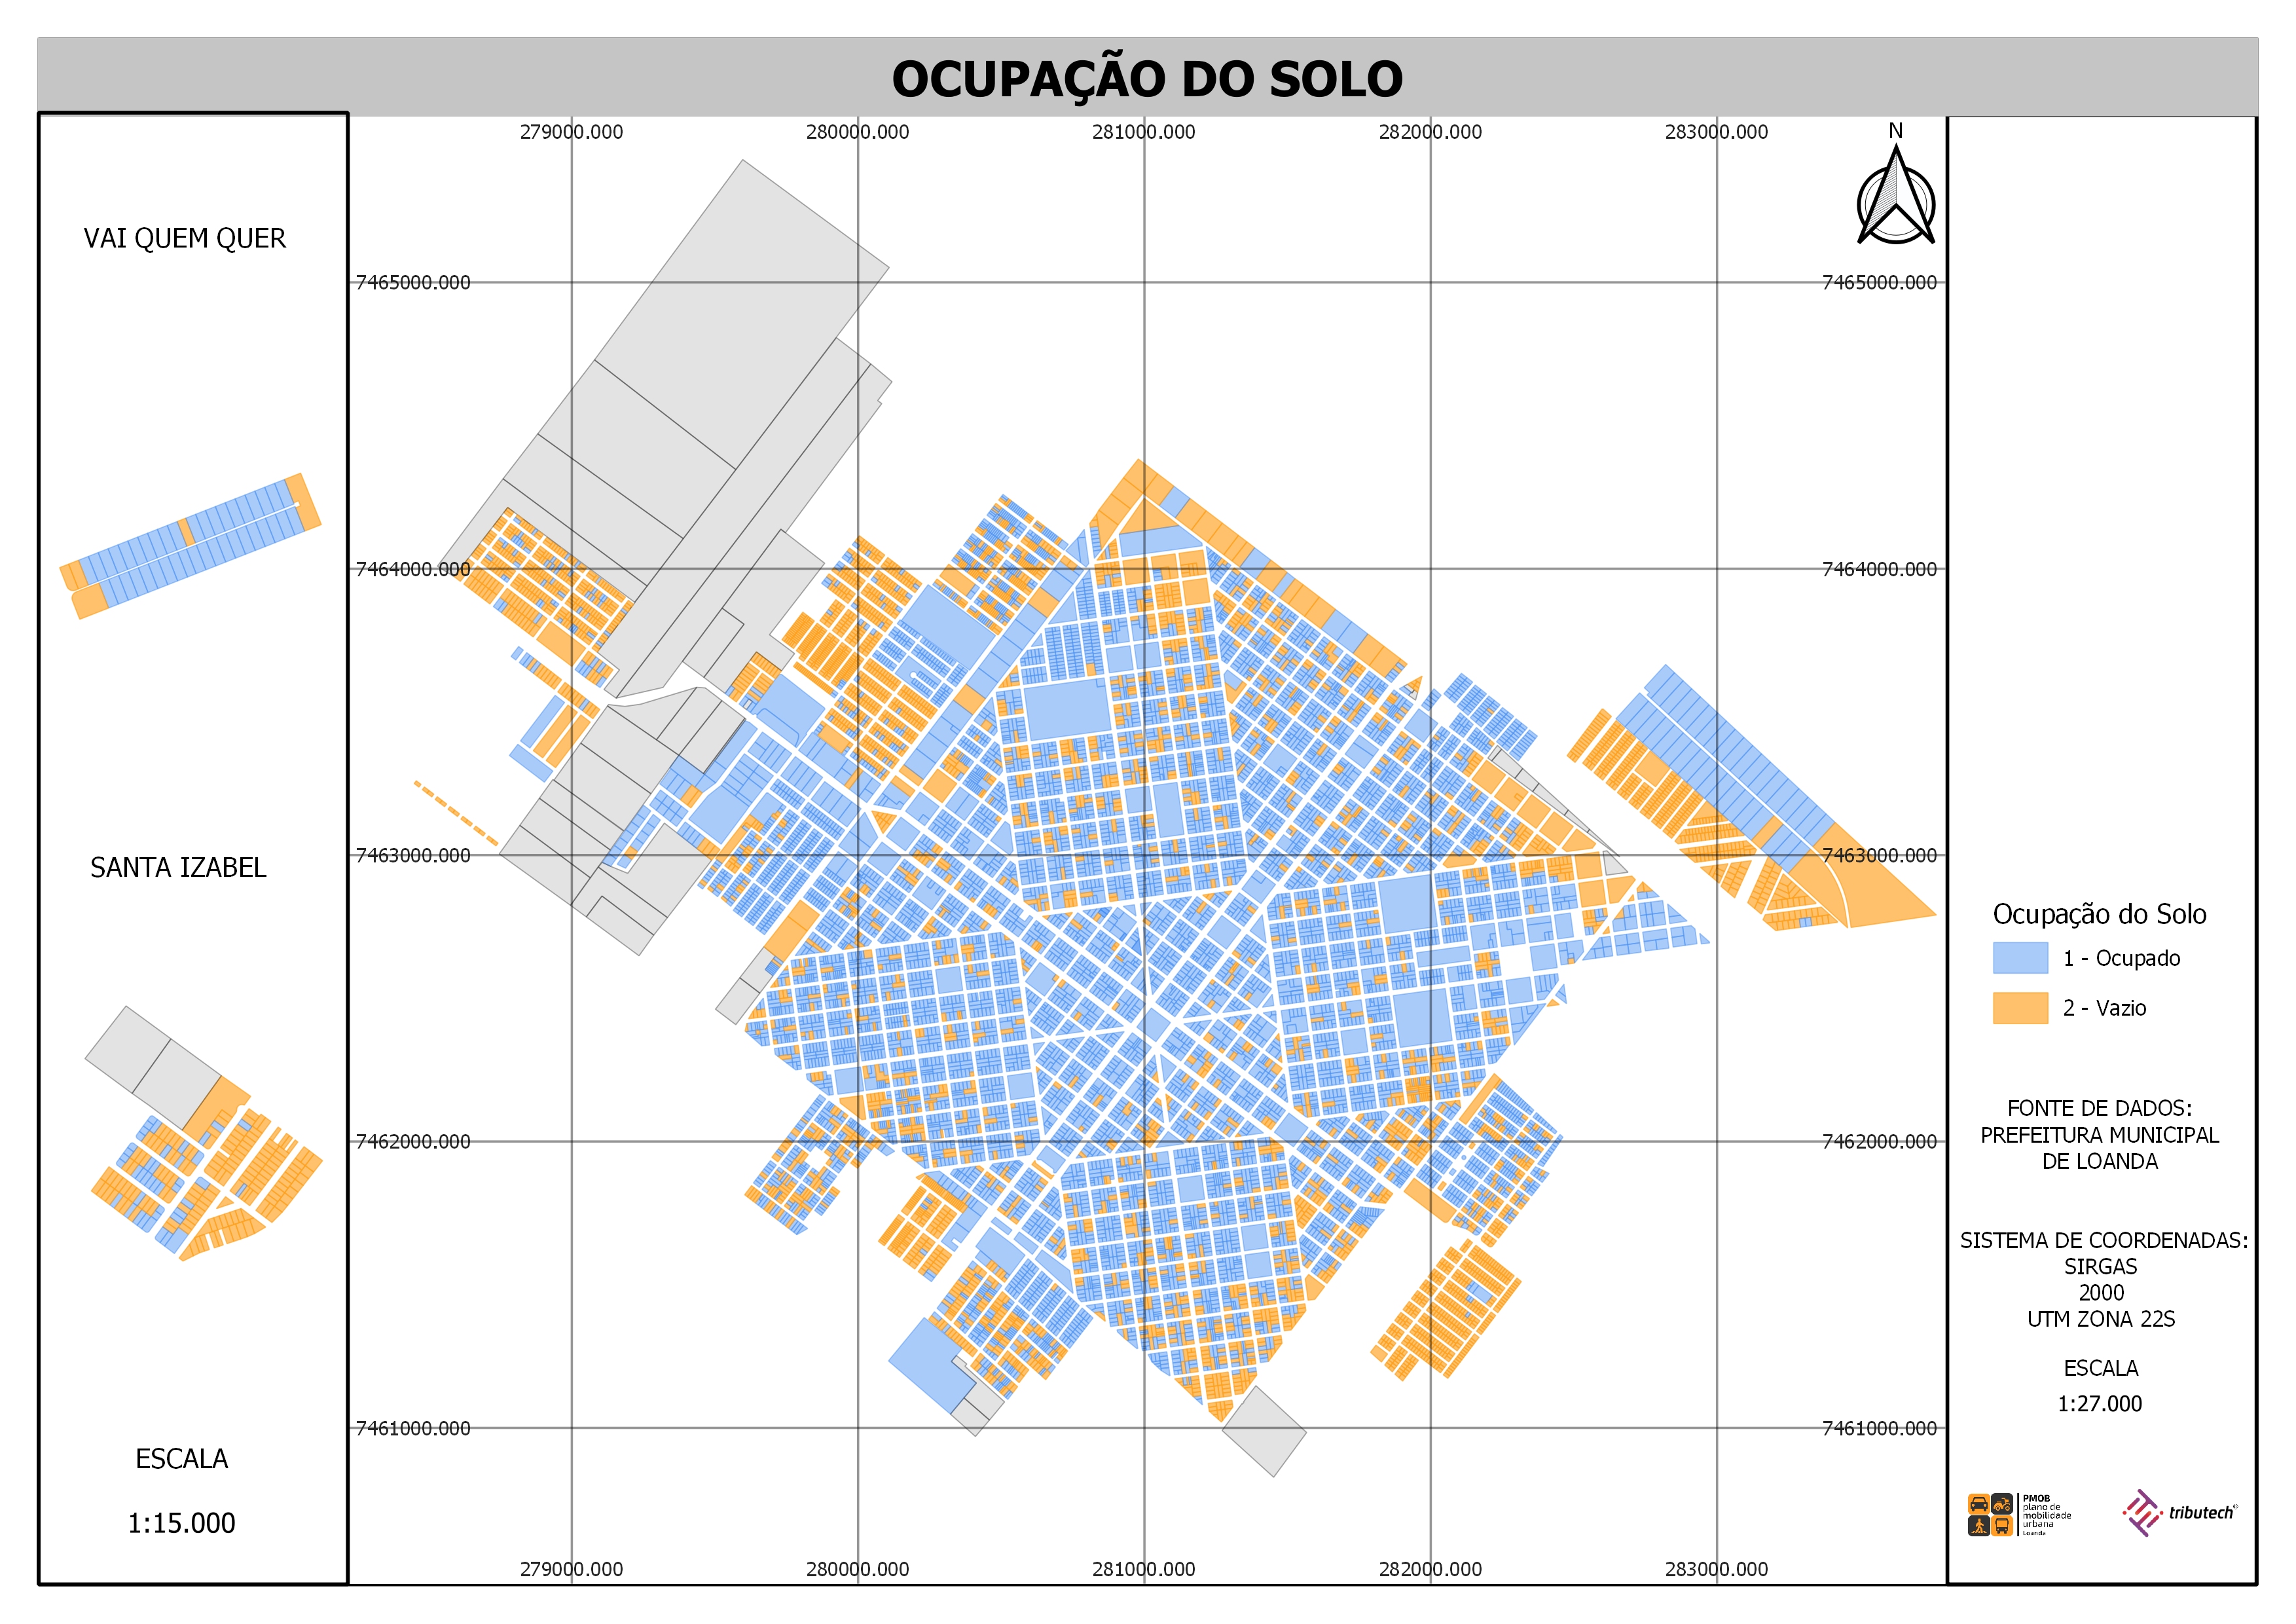 OCUPAÇÃO DO SOLO
VAI QUEM QUER
SANTA IZABEL
ESCALA
1:15.000
279000.000
280000.000
281000.000
282000.000
283000.000
N
7465000.000
7465000.000
7464000.000
7464000.000
7463000.000
7463000.000
7462000.000
7462000.000
7461000.000
7461000.000
279000.000
280000.000
281000.000
282000.000
283000.000
Ocupação do Solo
1 - Ocupado
2 - Vazio
FONTE DE DADOS:
PREFEITURA MUNICIPAL
DE LOANDA
SISTEMA DE COORDENADAS:
SIRGAS
2000
UTM ZONA 22S
ESCALA
1:27.000
PMOB
plano de
mobilidade
urbana
Loanda
tributech®